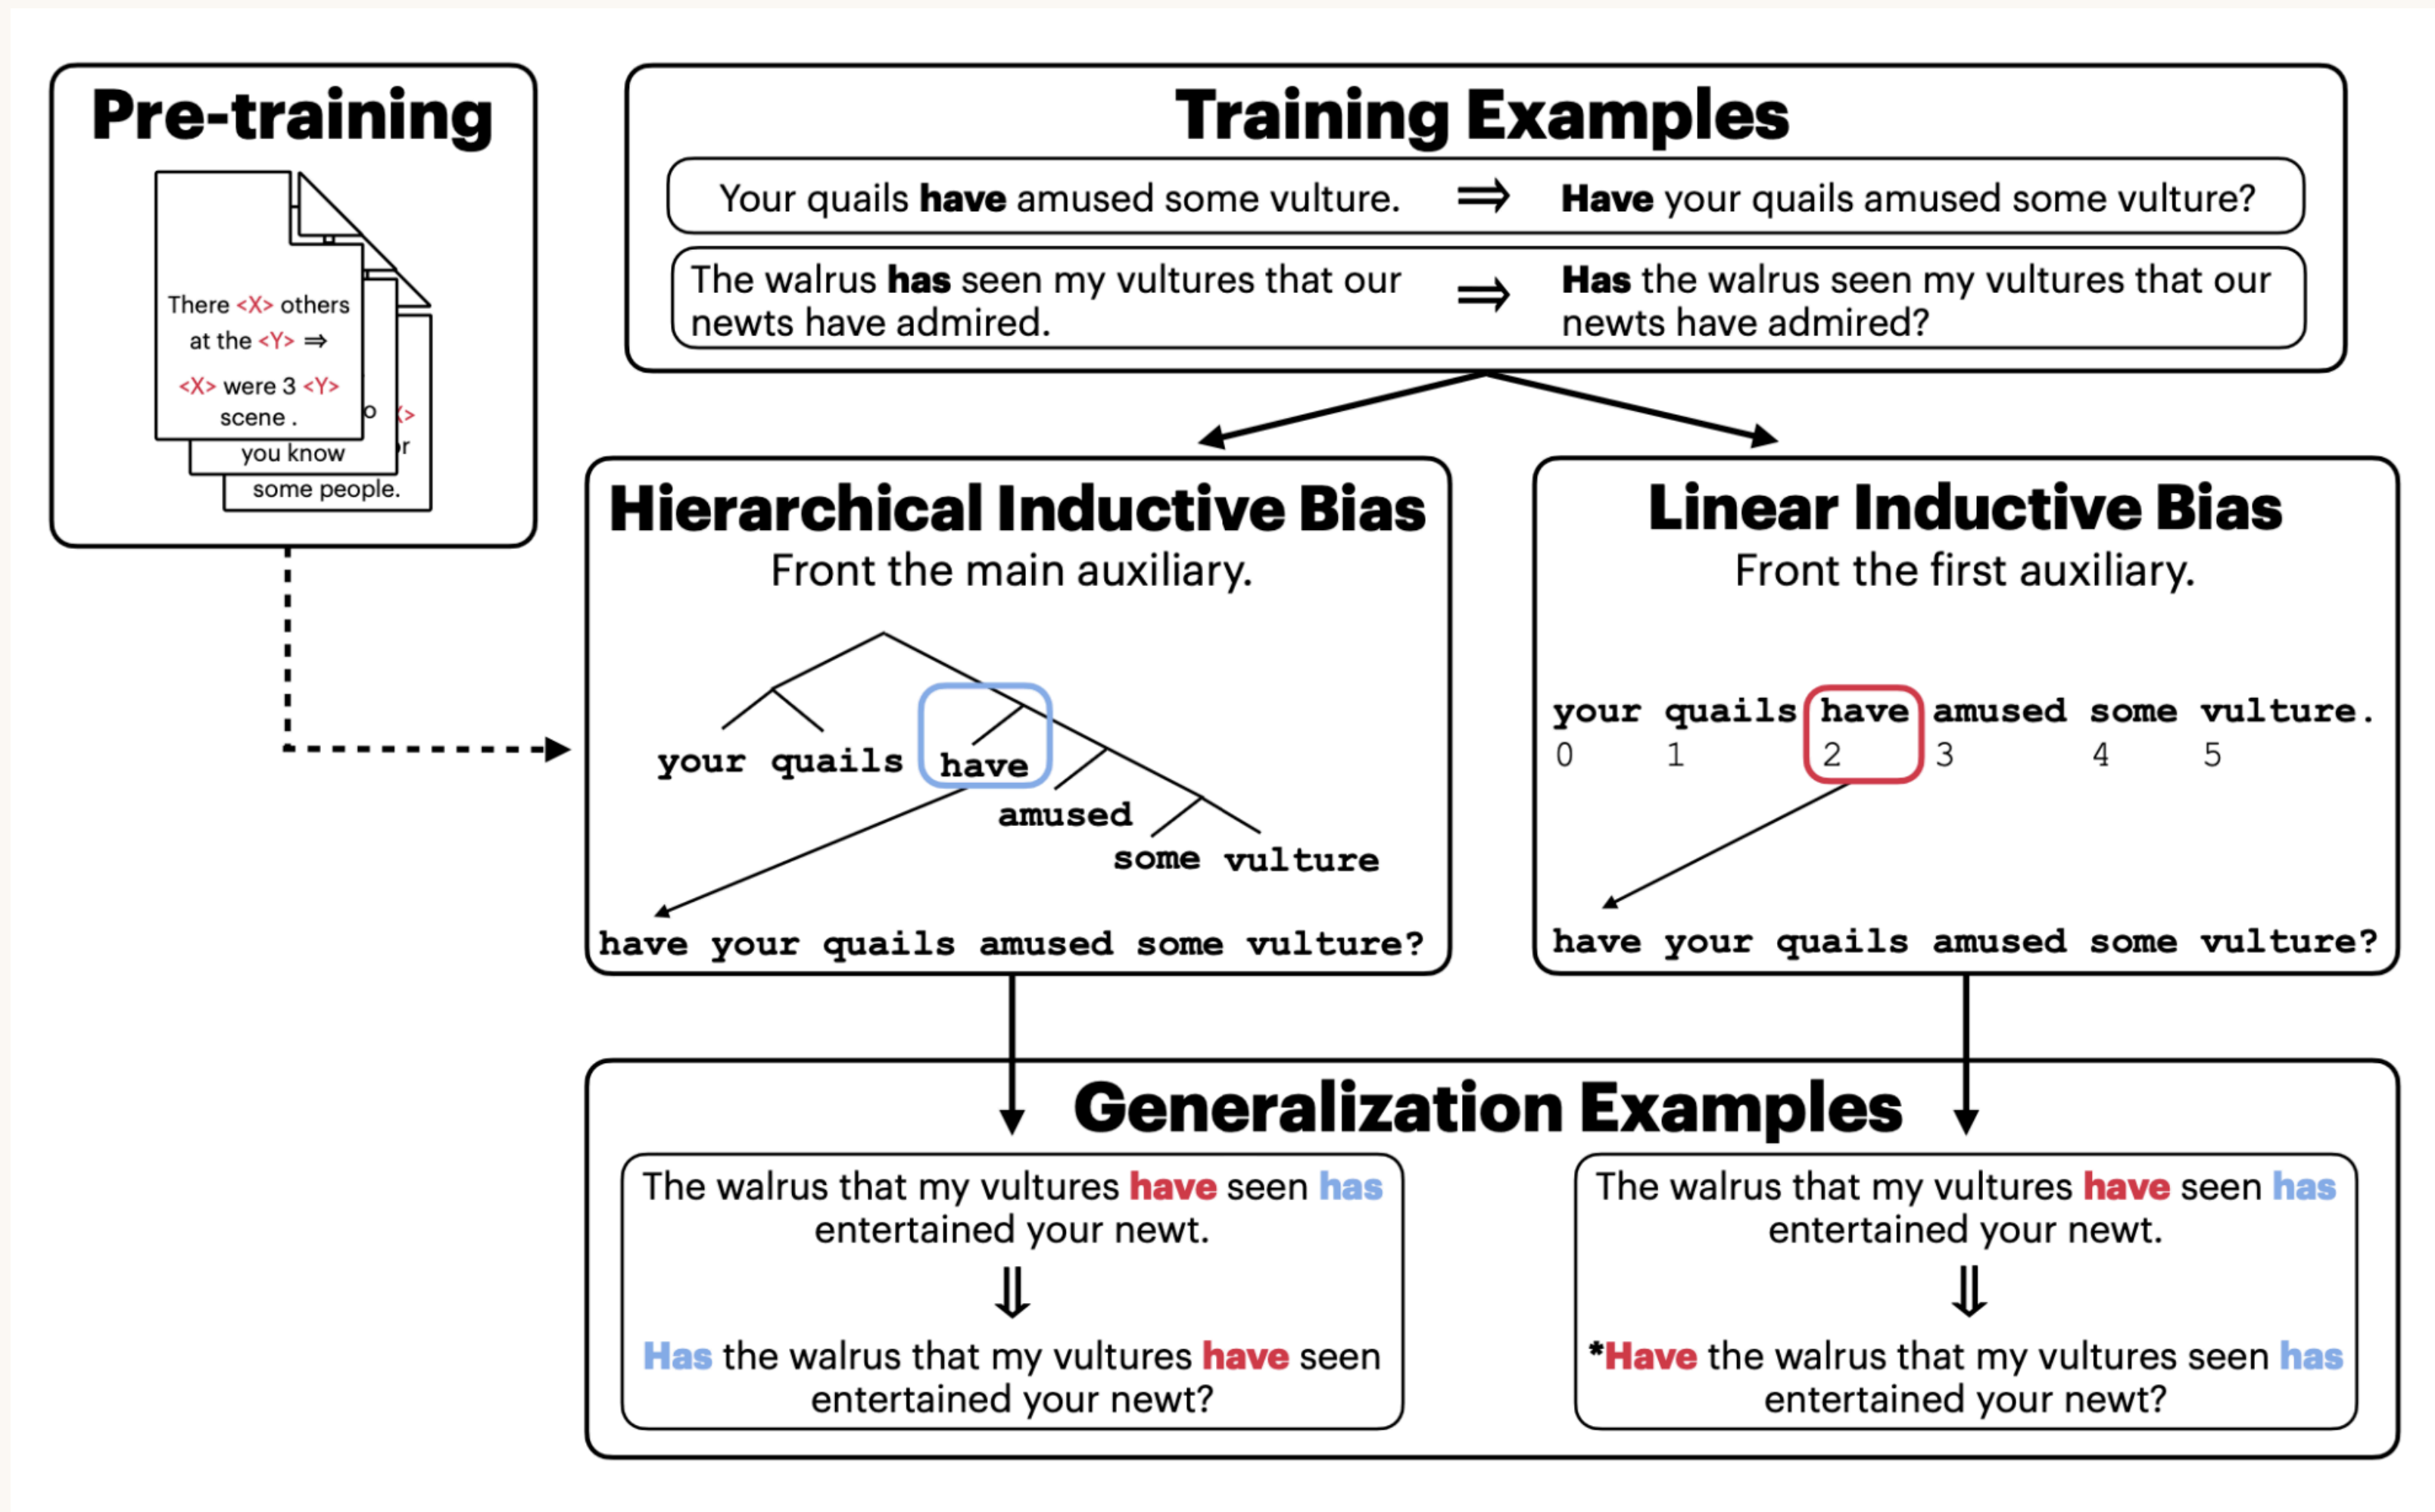 Pre-training
There <X> others
at the <Y> ⇒
<X> were 3 <Y>
scene .
you know
some people.
Training Examples
Your quails have amused some vulture. ⇒ Have your quails amused some vulture?
The walrus has seen my vultures that our
newts have admired.
⇒
Has the walrus seen my vultures that our
newts have admired?
Hierarchical Inductive Bias
Front the main auxiliary.
your quails have
amused
some vulture
have your quails amused some vulture?
Linear Inductive Bias
Front the first auxiliary.
your quails have amused some vulture.
0 1 2 3 4 5
have your quails amused some vulture?
Generalization Examples
The walrus that my vultures have seen has
entertained your newt.
⇓
Has the walrus that my vultures have seen
entertained your newt?
The walrus that my vultures have seen has
entertained your newt.
⇓
*Have the walrus that my vultures seen has
entertained your newt?